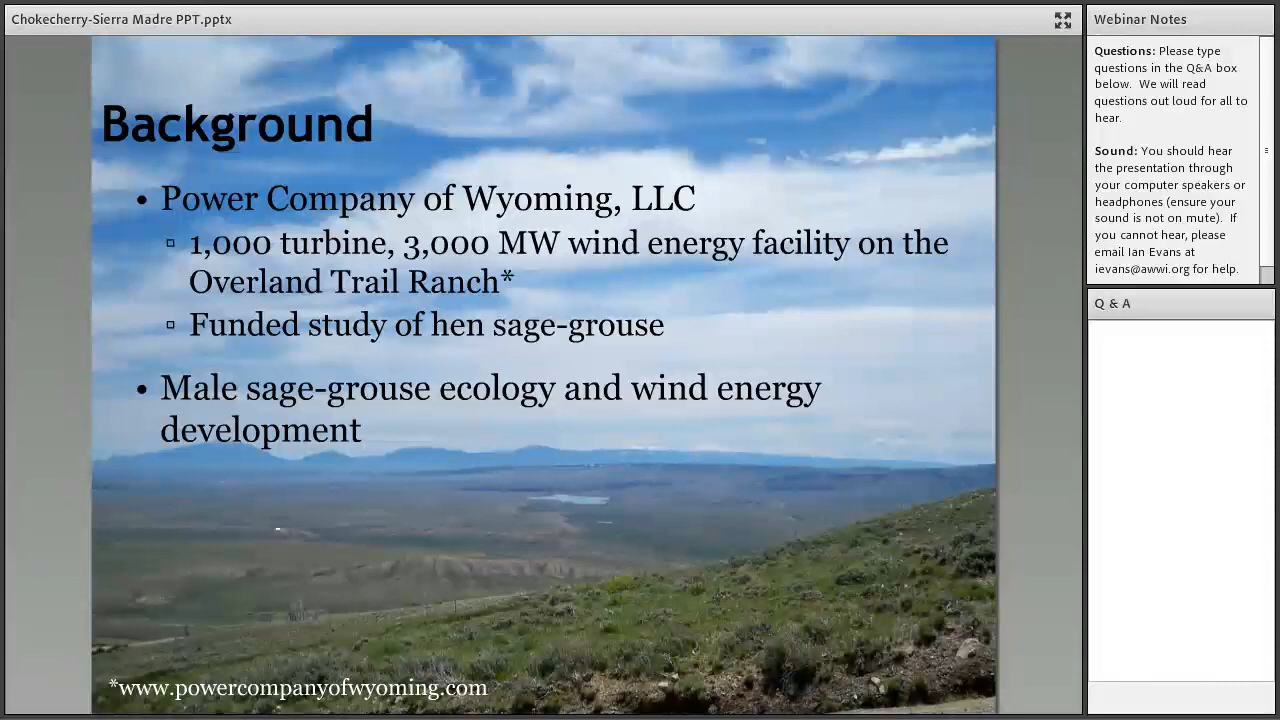 Chokecherry-Sierra Madre PPT.pptx
Background
• Power Company of Wyoming, LLC
▫ 1,000 turbine, 3,000 MW wind energy facility on the
Overland Trail Ranch*
▫ Funded study of hen sage-grouse
• Male sage-grouse ecology and wind energy
development
*www.powercompanyofwyoming.com
Webinar Notes
Questions: Please type
questions in the Q&A box
below.  We will read
questions out loud for all to
hear.
Sound: You should hear
the presentation through
your computer speakers or
headphones (ensure your
sound is not on mute).  If
you cannot hear, please
email Ian Evans at
ievans@awwi.org for help.
Q & A